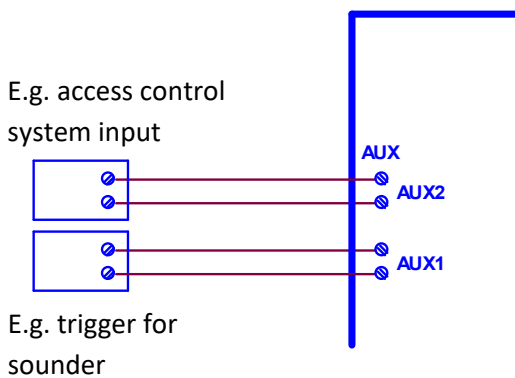 E.g. access control
system input
AUX
AUX2
AUX1
E.g. trigger for
sounder